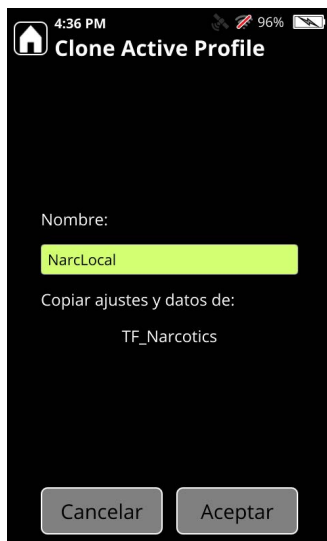 4:36 PM
96%
Clone Active Profile
Nombre:
NarcLocal
Copiar ajustes y datos de:
TF_Narcotics
Cancelar
Aceptar